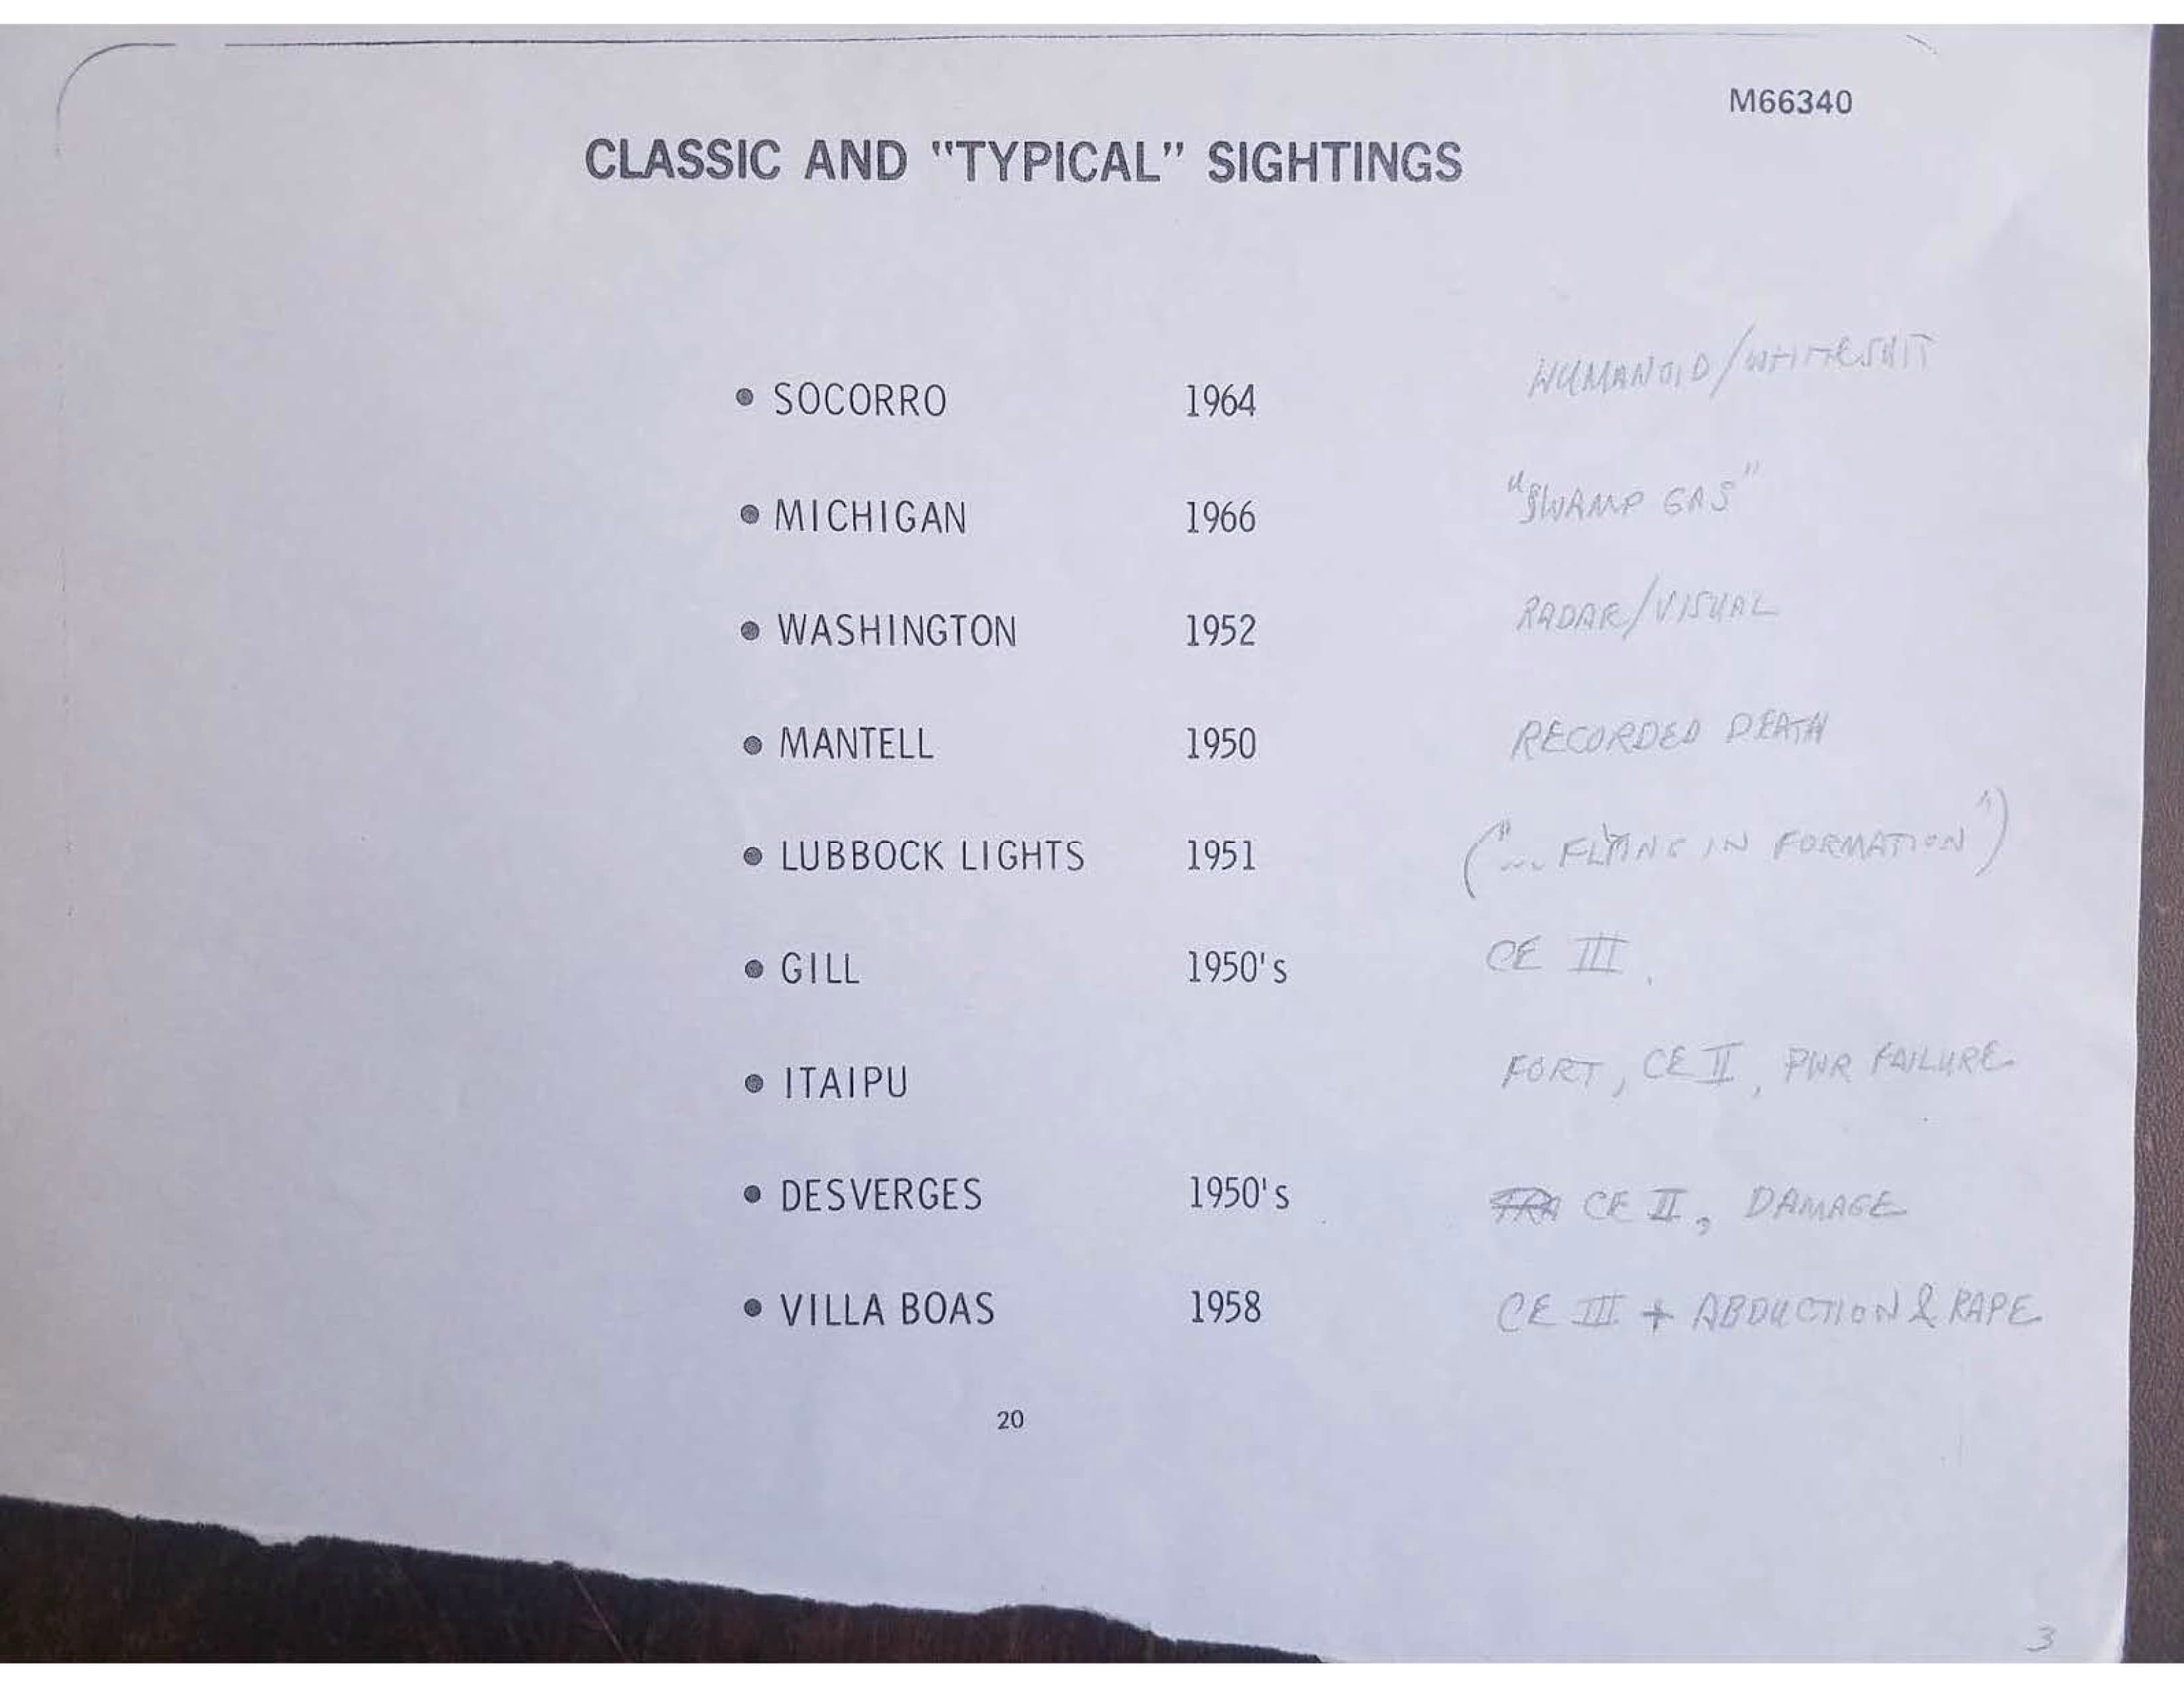 M66340
CLASSIC AND "TYPICAL" SIGHTINGS
• SOCORRO 1964 HUMANOID/WHITESUIT
• MICHIGAN 1966 "SWAMP GAS"
• WASHINGTON 1952 RADAR/VISUAL
• MANTELL 1950 RECORDED DEATH
• LUBBOCK LIGHTS 1951 ("... FLYING IN FORMATION")
• GILL 1950's CE III
• ITAIPU FORT, CE II, PWR FAILURE
• DESVERGES 1950's CE II, DAMAGE
• VILLA BOAS 1958 CE III + ABDUCTION & RAPE
20
3